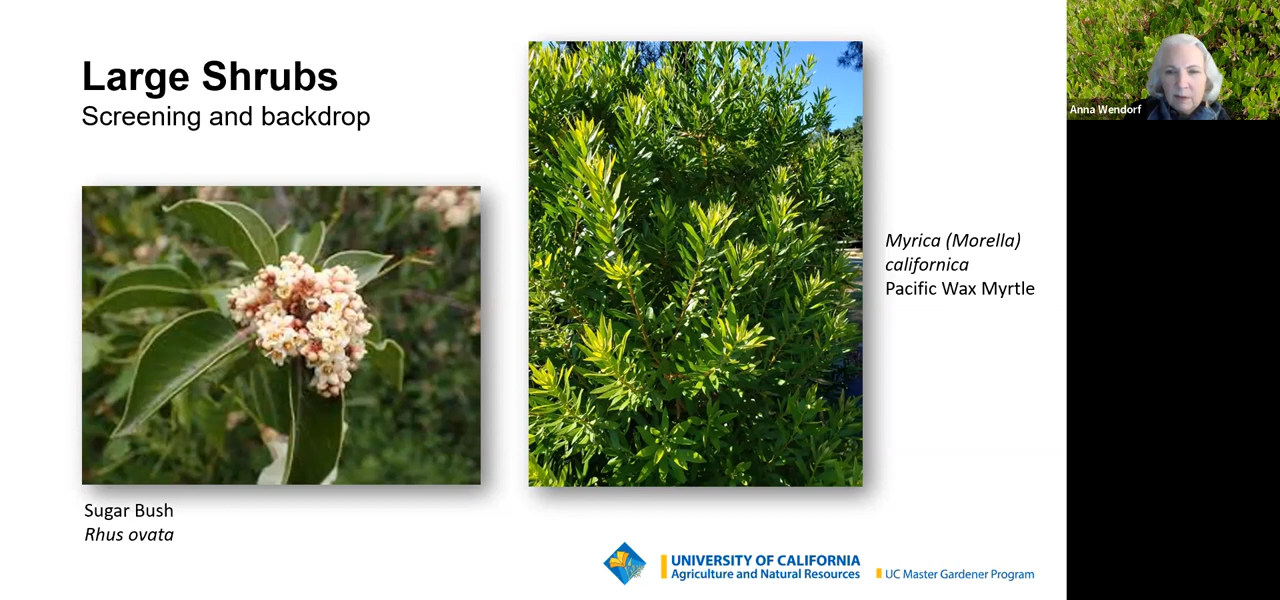 Large Shrubs
Screening and backdrop
Anna Wendorf
Myrica (Morella)
californica
Pacific Wax Myrtle
Sugar Bush
Rhus ovata
UNIVERSITY OF CALIFORNIA
Agriculture and Natural Resources
UC Master Gardener Program